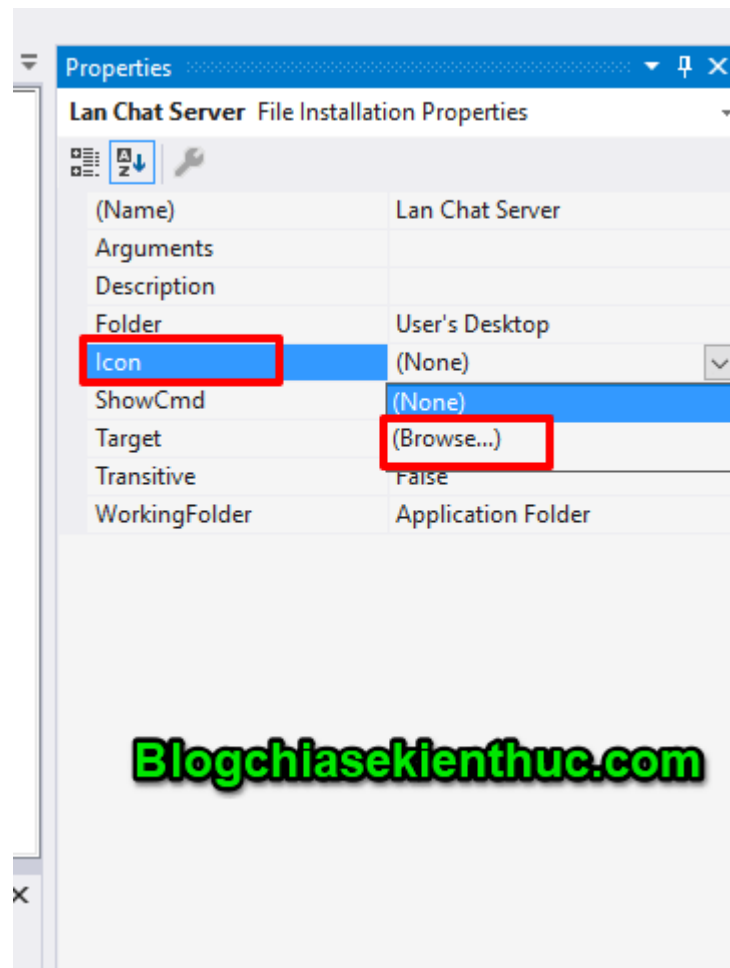 Properties
Lan Chat Server File Installation Properties
(Name) Lan Chat Server
Arguments
Description
Folder User's Desktop
Icon (None)
(None)
ShowCmd
(Browse...)
Target
Transitive False
WorkingFolder Application Folder
Blogchiasekienthuc.com